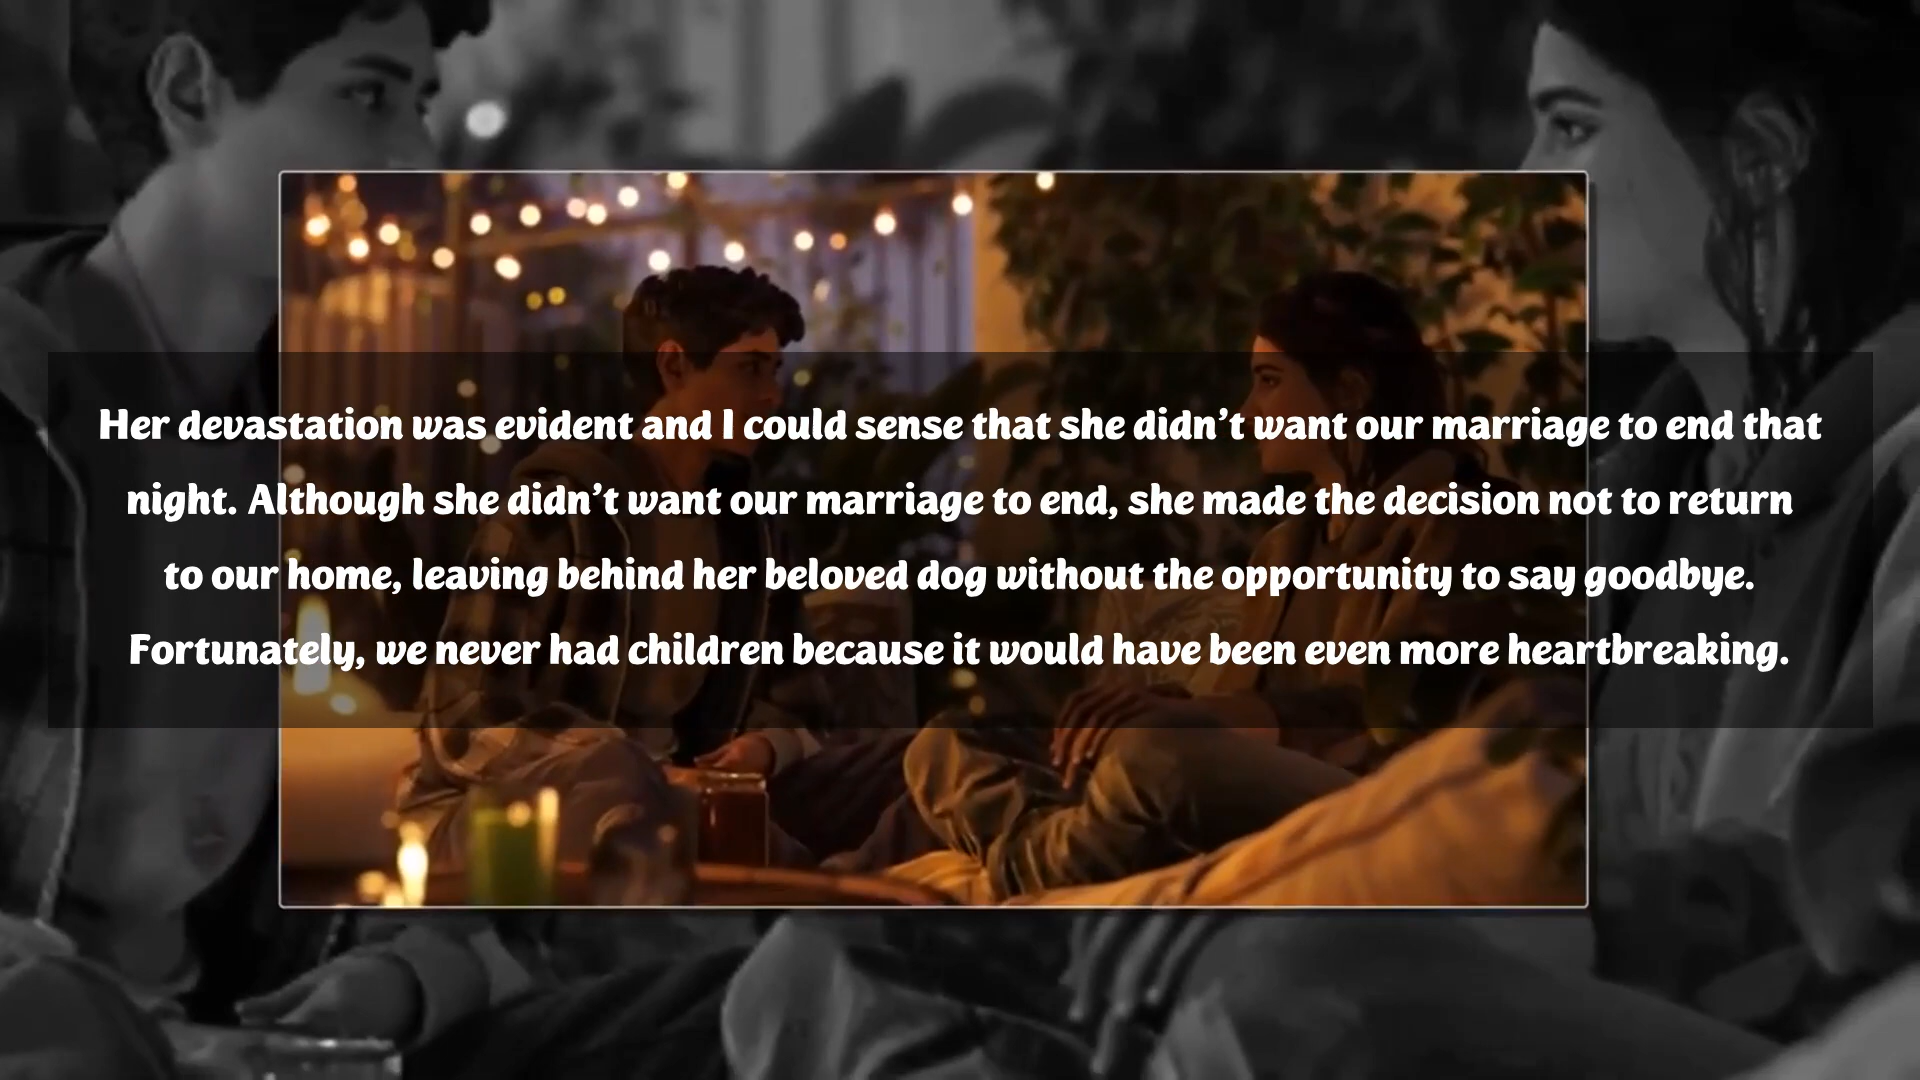 Her devastation was evident and I could sense that she didn’t want our marriage to end that
night. Although she didn’t want our marriage to end, she made the decision not to return
to our home, leaving behind her beloved dog without the opportunity to say goodbye.
Fortunately, we never had children because it would have been even more heartbreaking.